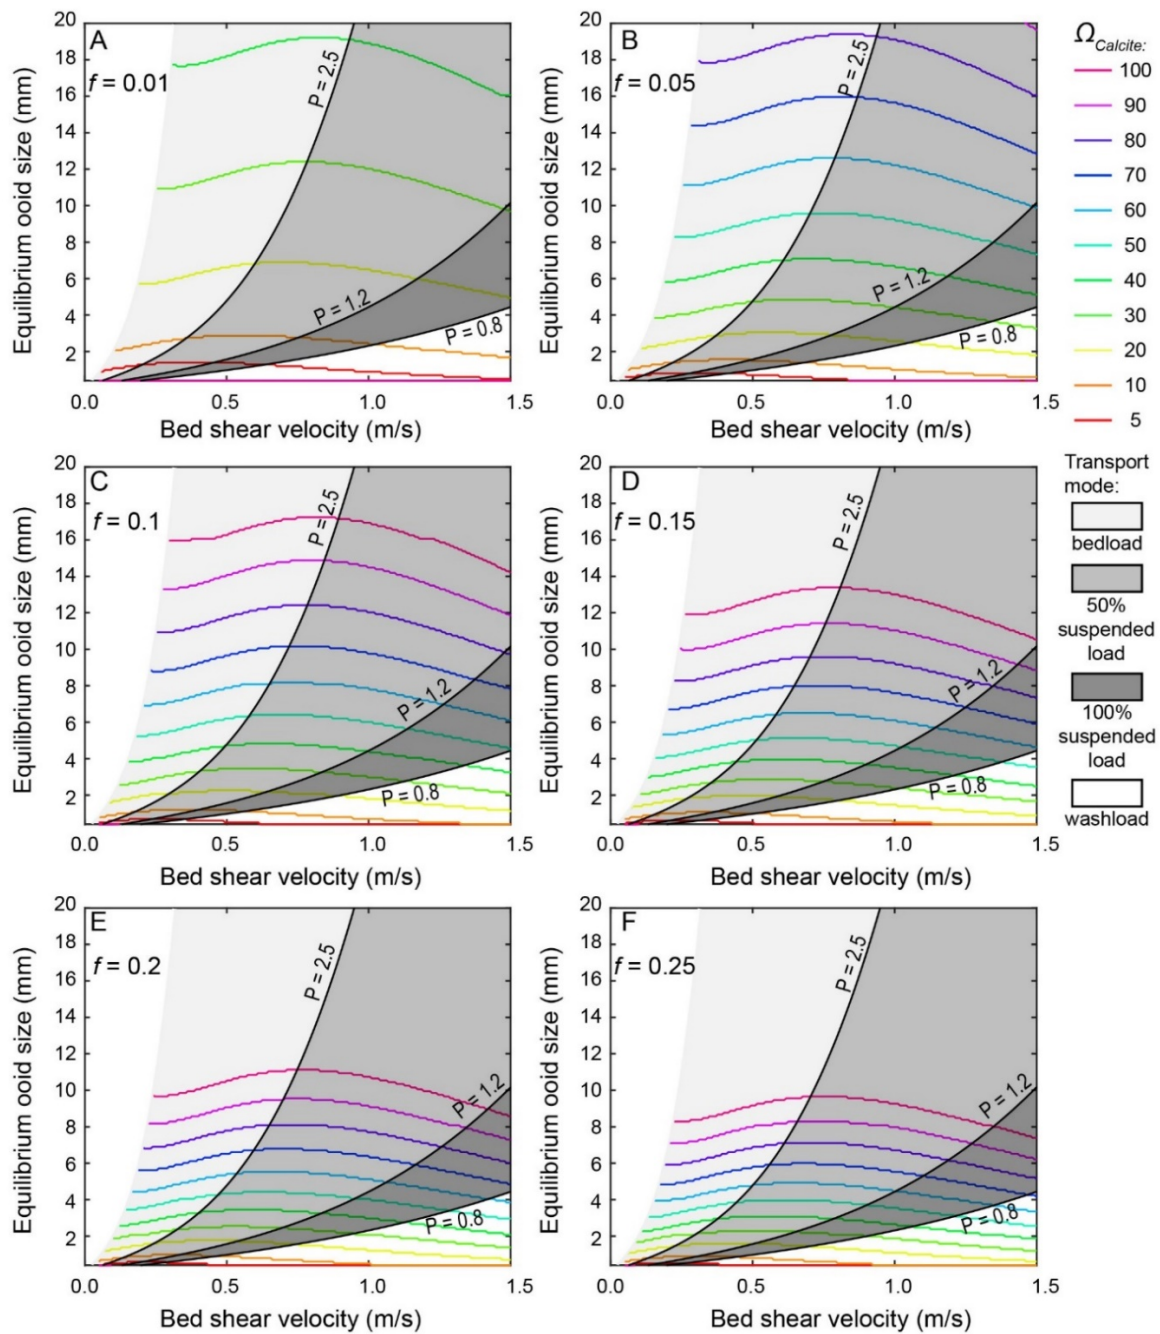 A
f = 0.01
P = 2.5
P = 1.2
P = 0.8
Equilibrium ooid size (mm)
20
18
16
14
12
10
8
6
4
2
0.0
0.5
1.0
1.5
Bed shear velocity (m/s)
B
f = 0.05
P = 2.5
P = 1.2
P = 0.8
Equilibrium ooid size (mm)
20
18
16
14
12
10
8
6
4
2
0.0
0.5
1.0
1.5
Bed shear velocity (m/s)
ΩCalcite:
100
90
80
70
60
50
40
30
20
10
5
C
f = 0.1
P = 2.5
P = 1.2
P = 0.8
Equilibrium ooid size (mm)
20
18
16
14
12
10
8
6
4
2
0.0
0.5
1.0
1.5
Bed shear velocity (m/s)
D
f = 0.15
P = 2.5
P = 1.2
P = 0.8
Equilibrium ooid size (mm)
20
18
16
14
12
10
8
6
4
2
0.0
0.5
1.0
1.5
Bed shear velocity (m/s)
Transport
mode:
bedload
50%
suspended
load
100%
suspended
load
washload
E
f = 0.2
P = 2.5
P = 1.2
P = 0.8
Equilibrium ooid size (mm)
20
18
16
14
12
10
8
6
4
2
0.0
0.5
1.0
1.5
Bed shear velocity (m/s)
F
f = 0.25
P = 2.5
P = 1.2
P = 0.8
Equilibrium ooid size (mm)
20
18
16
14
12
10
8
6
4
2
0.0
0.5
1.0
1.5
Bed shear velocity (m/s)